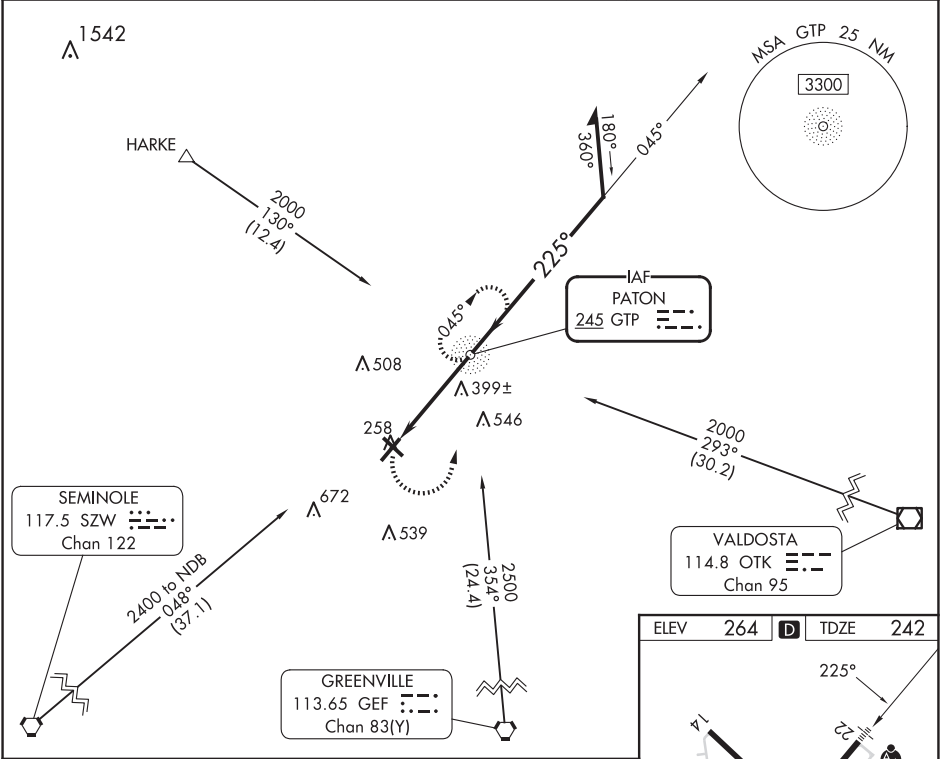 1542
MSA GTP 25 NM
3300
HARKE
2000
130°
(12.4)
180°
360°
045°
225°
045°
IAF
PATON
245 GTP
508
399±
546
258
672
539
2000
293°
(30.2)
SEMINOLE
117.5 SZW
Chan 122
2400 to NDB
048°
(37.1)
2500
354°
(24.4)
GREENVILLE
113.65 GEF
Chan 83(Y)
VALDOSTA
114.8 OTK
Chan 95
ELEV 264 D TDZE 242
225°
14
22